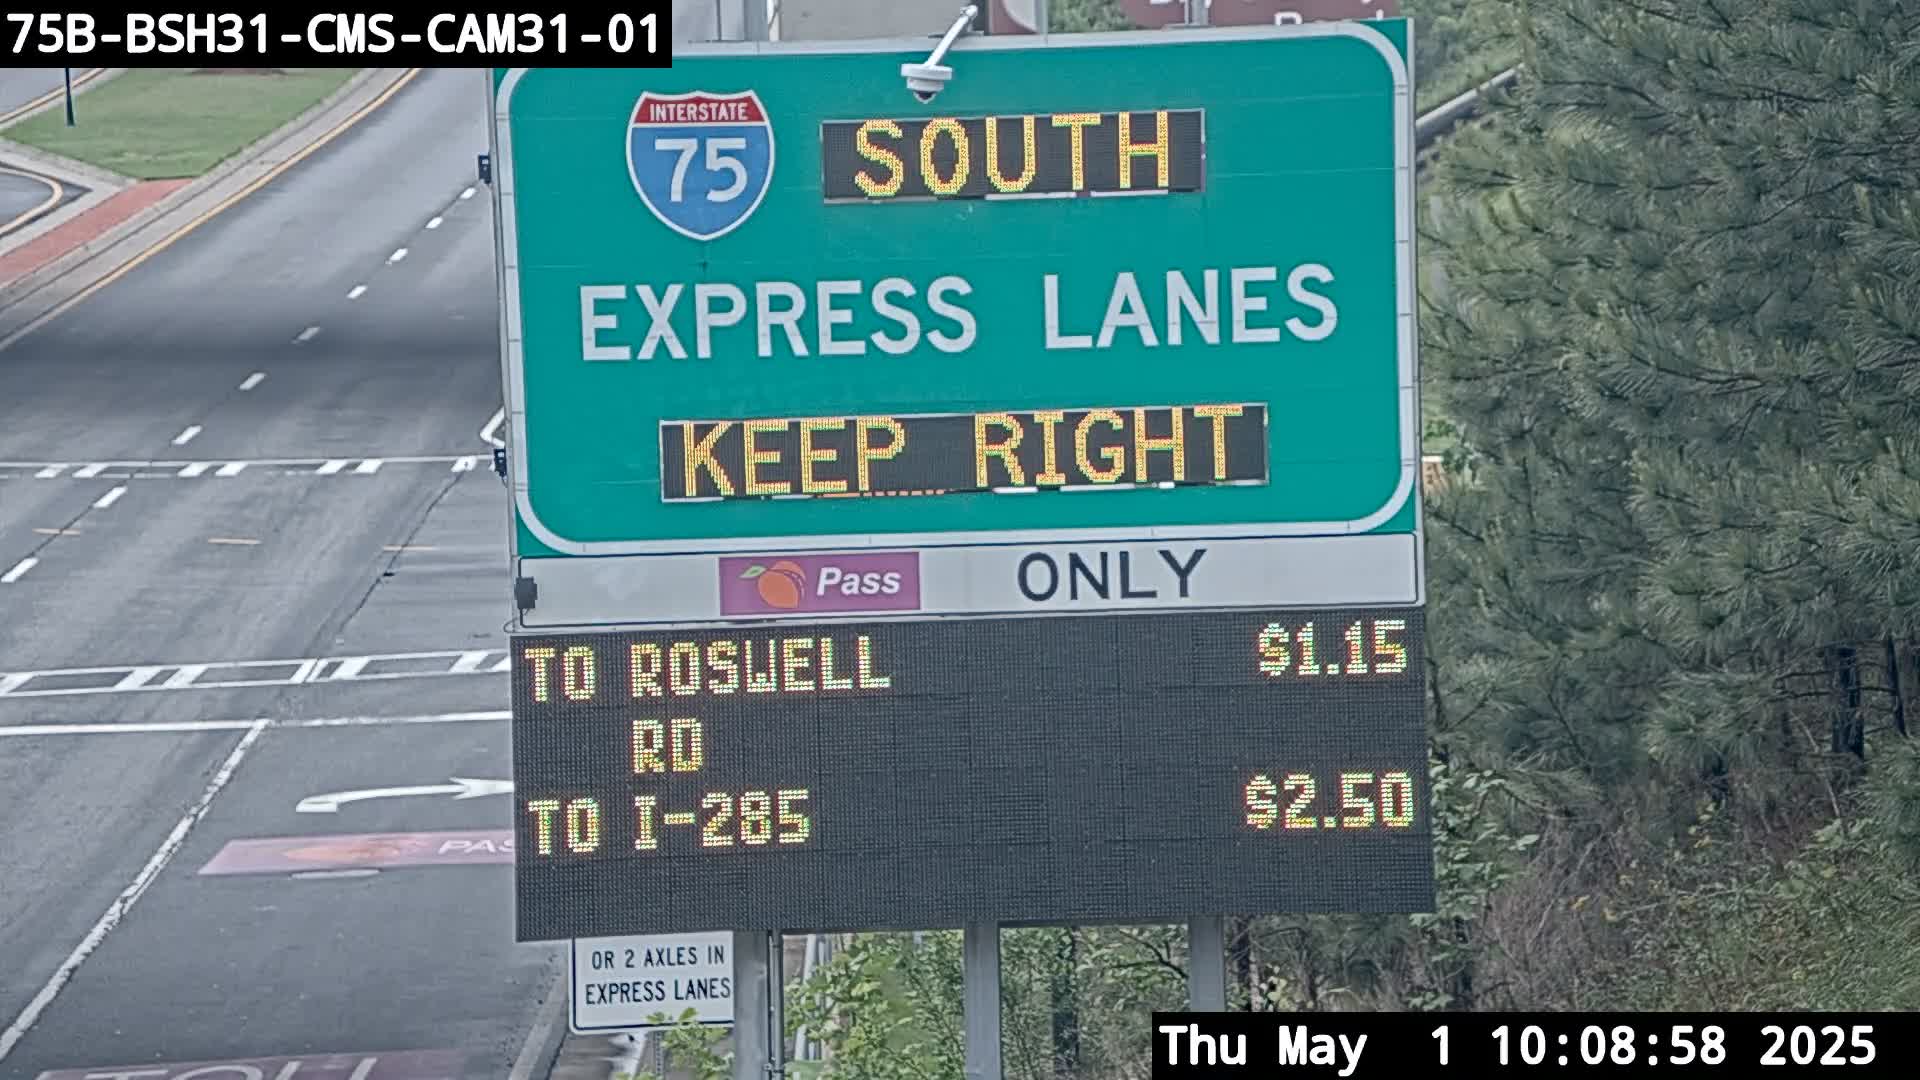 75B-BSH31-CMS-CAM31-01
INTERSTATE
75
SOUTH
EXPRESS LANES
KEEP RIGHT
Pass ONLY
TO ROSWELL $1.15
RD
TO I-285 $2.50
OR 2 AXLES IN
EXPRESS LANES
TOLL
Thu May 1 10:08:58 2025